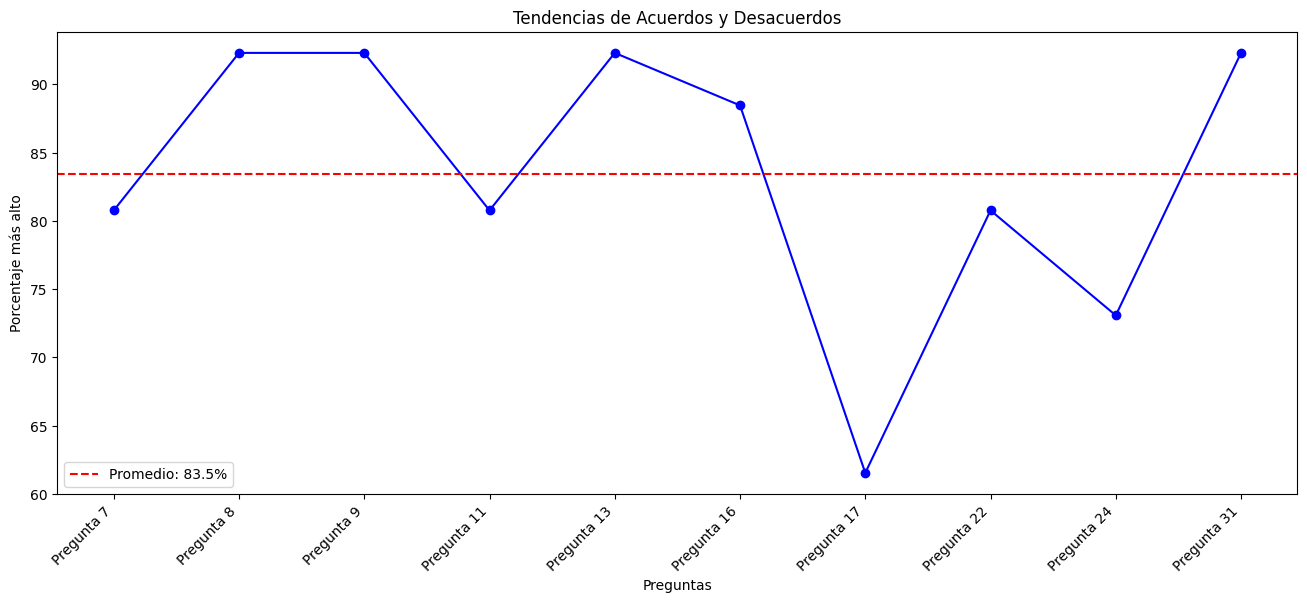 Tendencias de Acuerdos y Desacuerdos
Porcentaje más alto
90
85
80
75
70
65
60
Promedio: 83.5%
Pregunta 7
Pregunta 8
Pregunta 9
Pregunta 11
Pregunta 13
Pregunta 16
Pregunta 17
Pregunta 22
Pregunta 24
Pregunta 31
Preguntas